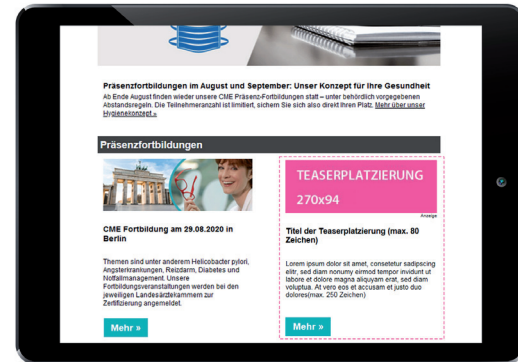 Präsenzfortbildungen im August und September: Unser Konzept für Ihre Gesundheit
Ab Ende August finden wieder unsere CME Präsenz-Fortbildungen statt – unter behördlich vorgegebenen
Abstandsregeln. Die Teilnehmeranzahl ist limitiert, sichern Sie sich also direkt Ihren Platz. Mehr über unser
Hygienekonzept »
Präsenzfortbildungen
CME Fortbildung am 29.08.2020 in
Berlin
Themen sind unter anderem Helicobacter pylori,
Angsterkrankungen, Reizdarm, Diabetes und
Notfallmanagement. Unsere
Fortbildungsveranstaltungen werden bei den
jeweiligen Landesärztekammern zur
Zertifizierung angemeldet.
Mehr »
TEASERPLATZIERUNG
270x94
Anzeige
Titel der Teaserplatzierung (max. 80
Zeichen)
Lorem ipsum dolor sit amet, consetetur sadipscing
elitr, sed diam nonumy eirmod tempor invidunt ut
labore et dolore magna aliquyam erat, sed diam
voluptua. At vero eos et accusam et justo duo
dolores(max. 250 Zeichen)
Mehr »